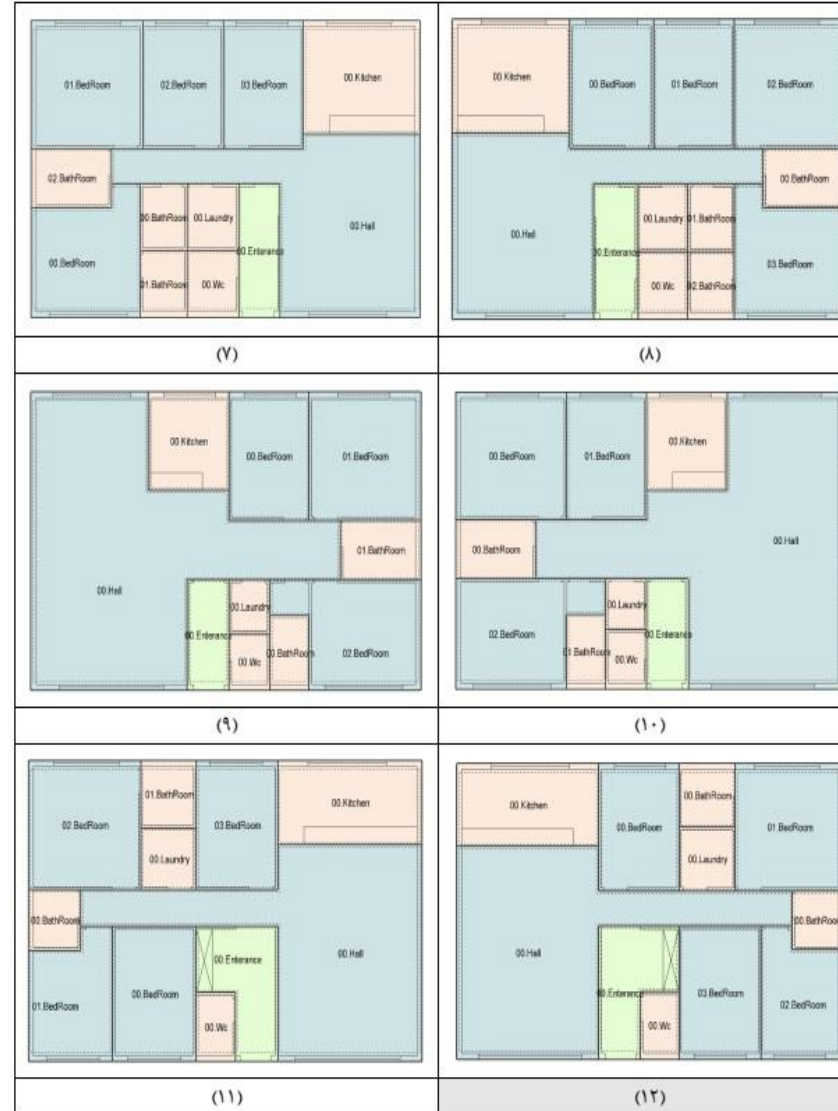 01.BedRoom 02.BedRoom 03.BedRoom 00.Kitchen
02.BathRoom
00.BathRoom 00.Laundry
00.Hall
00.BedRoom
00.Enterance
01.BathRoom 00.Wc
(۷)
00.Kitchen 00.BedRoom 01.BedRoom 02.BedRoom
00.BathRoom
00.Laundry 01.BathRoom
00.Hall
00.Enterance
03.BedRoom
00.Wc 02.BathRoom
(۸)
00.Kitchen
00.BedRoom 01.BedRoom
01.BathRoom
00.Hall
00.Laundry
00.Enterance
00.Wc 00.BathRoom 02.BedRoom
(۹)
00.Kitchen
00.BedRoom 01.BedRoom
00.Hall
00.BathRoom
00.Laundry
02.BedRoom
00.Enterance
01.BathRoom 00.Wc
(۱۰)
01.BathRoom
00.Kitchen
02.BedRoom 03.BedRoom
00.Laundry
00.BathRoom
00.Enterance 00.Hall
01.BedRoom 00.BedRoom
00.Wc
(۱۱)
00.BathRoom
00.Kitchen 00.BedRoom 01.BedRoom
00.Laundry
00.BathRoom
00.Hall
00.Enterance 03.BedRoom
02.BedRoom
00.Wc
(۱۲)